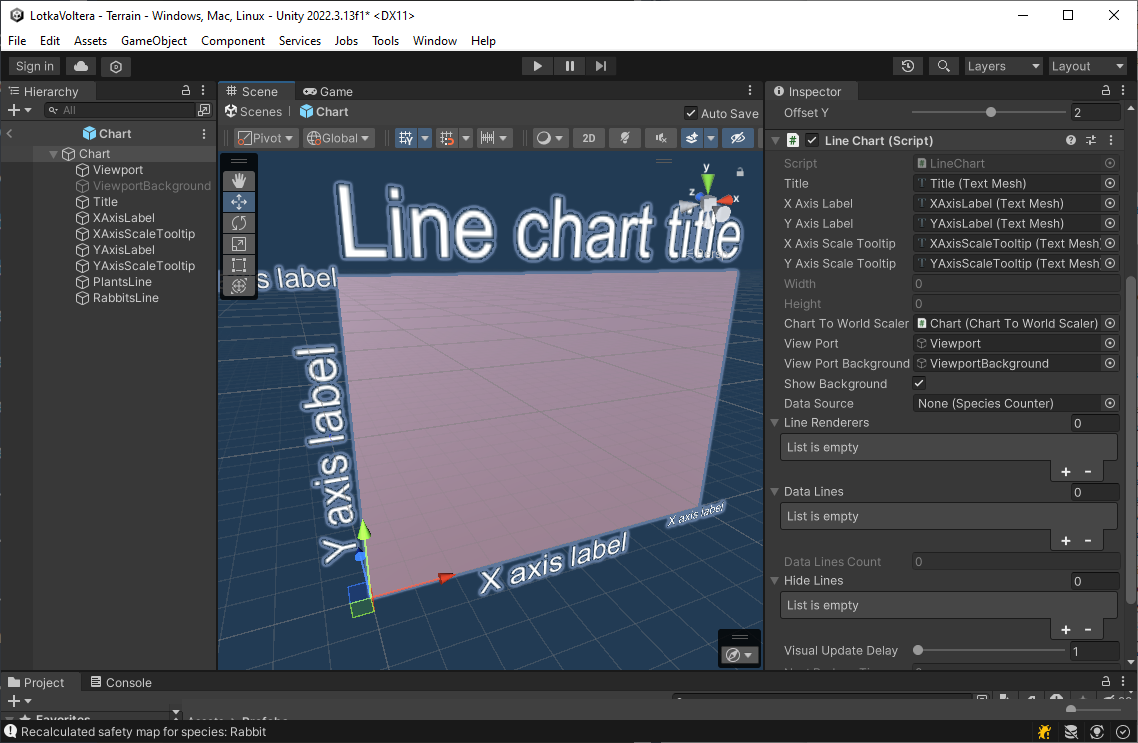 LotkaVoltera - Terrain - Windows, Mac, Linux - Unity 2022.3.13f1* <DX11>
File Edit Assets GameObject Component Services Jobs Tools Window Help
Sign in
Layers
Layout
Hierarchy
All
Chart
Chart
Viewport
ViewportBackground
Title
XAxisLabel
XAxisScaleTooltip
YAxisLabel
YAxisScaleTooltip
PlantsLine
RabbitsLine
Scene
Game
Scenes
Chart
Auto Save
Pivot
Global
2D
Line chart title
y
z
x
s label
Y axis label
X axis label
X axis label
Inspector
Offset Y 2
Line Chart (Script)
Script LineChart
Title Title (Text Mesh)
X Axis Label XAxisLabel (Text Mesh)
Y Axis Label YAxisLabel (Text Mesh)
X Axis Scale Tooltip XAxisScaleTooltip (Text Mesh
Y Axis Scale Tooltip YAxisScaleTooltip (Text Mesh
Width 0
Height 0
Chart To World Scaler Chart (Chart To World Scaler)
View Port Viewport
View Port Background ViewportBackground
Show Background
Data Source None (Species Counter)
Line Renderers 0
List is empty
+ -
Data Lines 0
List is empty
+ -
Data Lines Count 0
Hide Lines 0
List is empty
+ -
Visual Update Delay 1
Project
Console
Favorites
Assets > Prefabs
Recalculated safety map for species: Rabbit